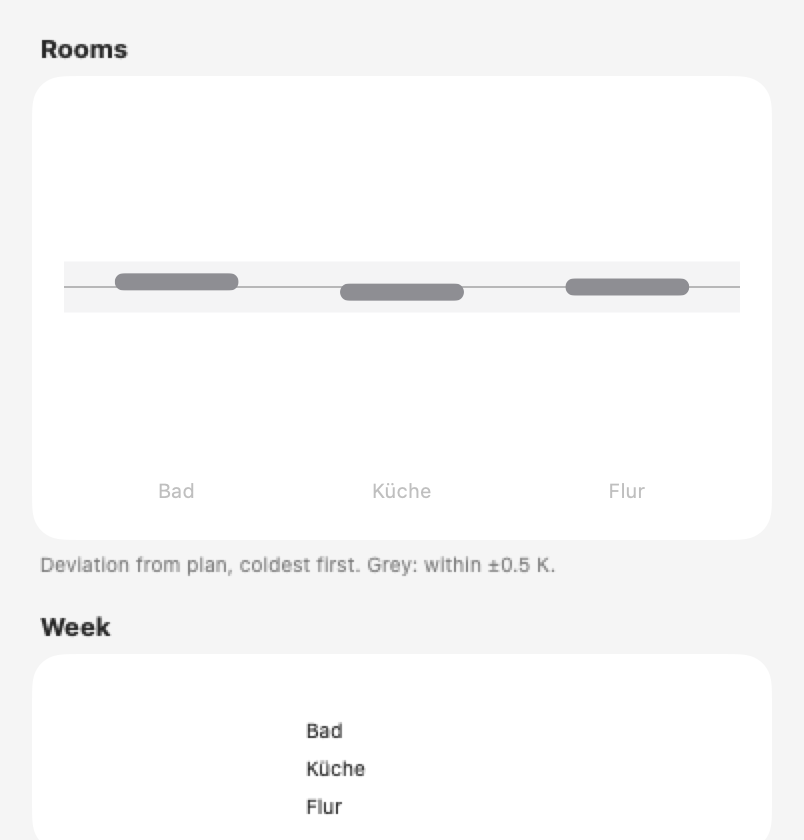 Rooms
Bad Küche Flur
Deviation from plan, coldest first. Grey: within ±0.5 K.
Week
Bad
Küche
Flur